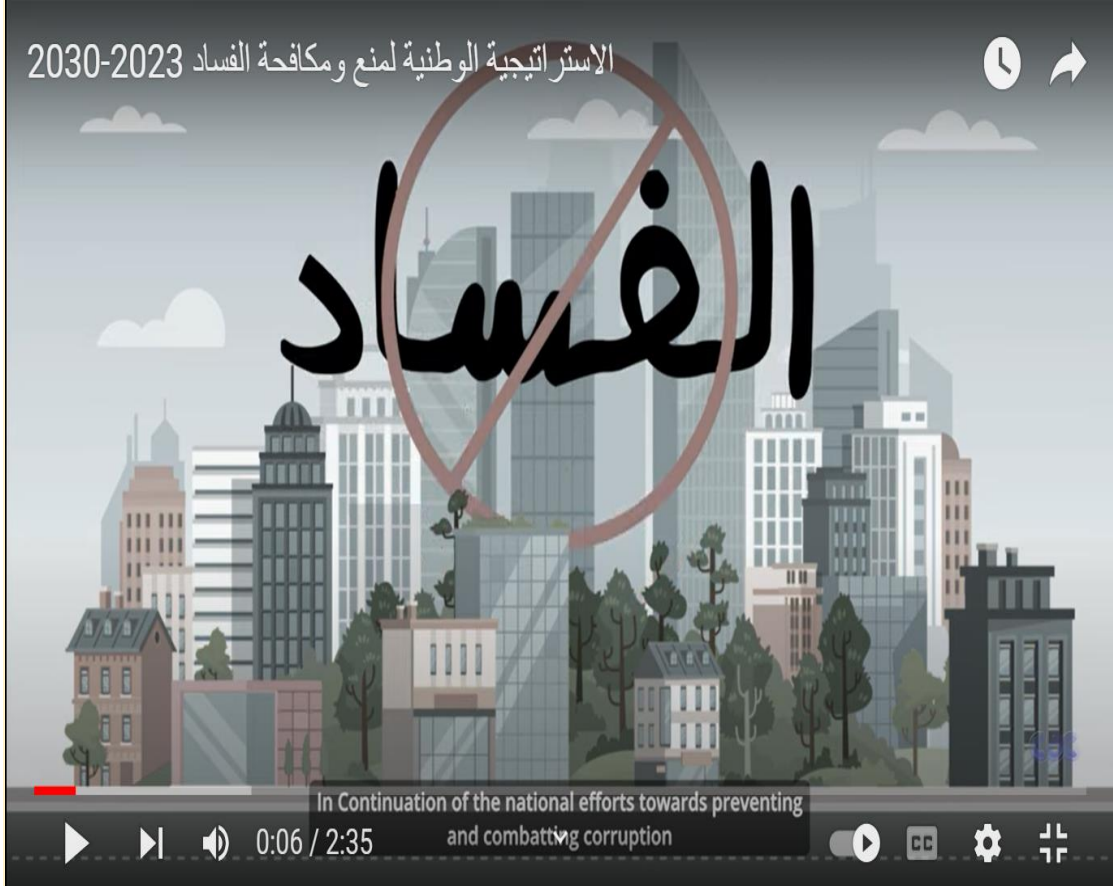 الاستراتيجية الوطنية لمنع ومكافحة الفساد 2023-2030
الفساد
In Continuation of the national efforts towards preventing
and combatting corruption
0:06 / 2:35
CC